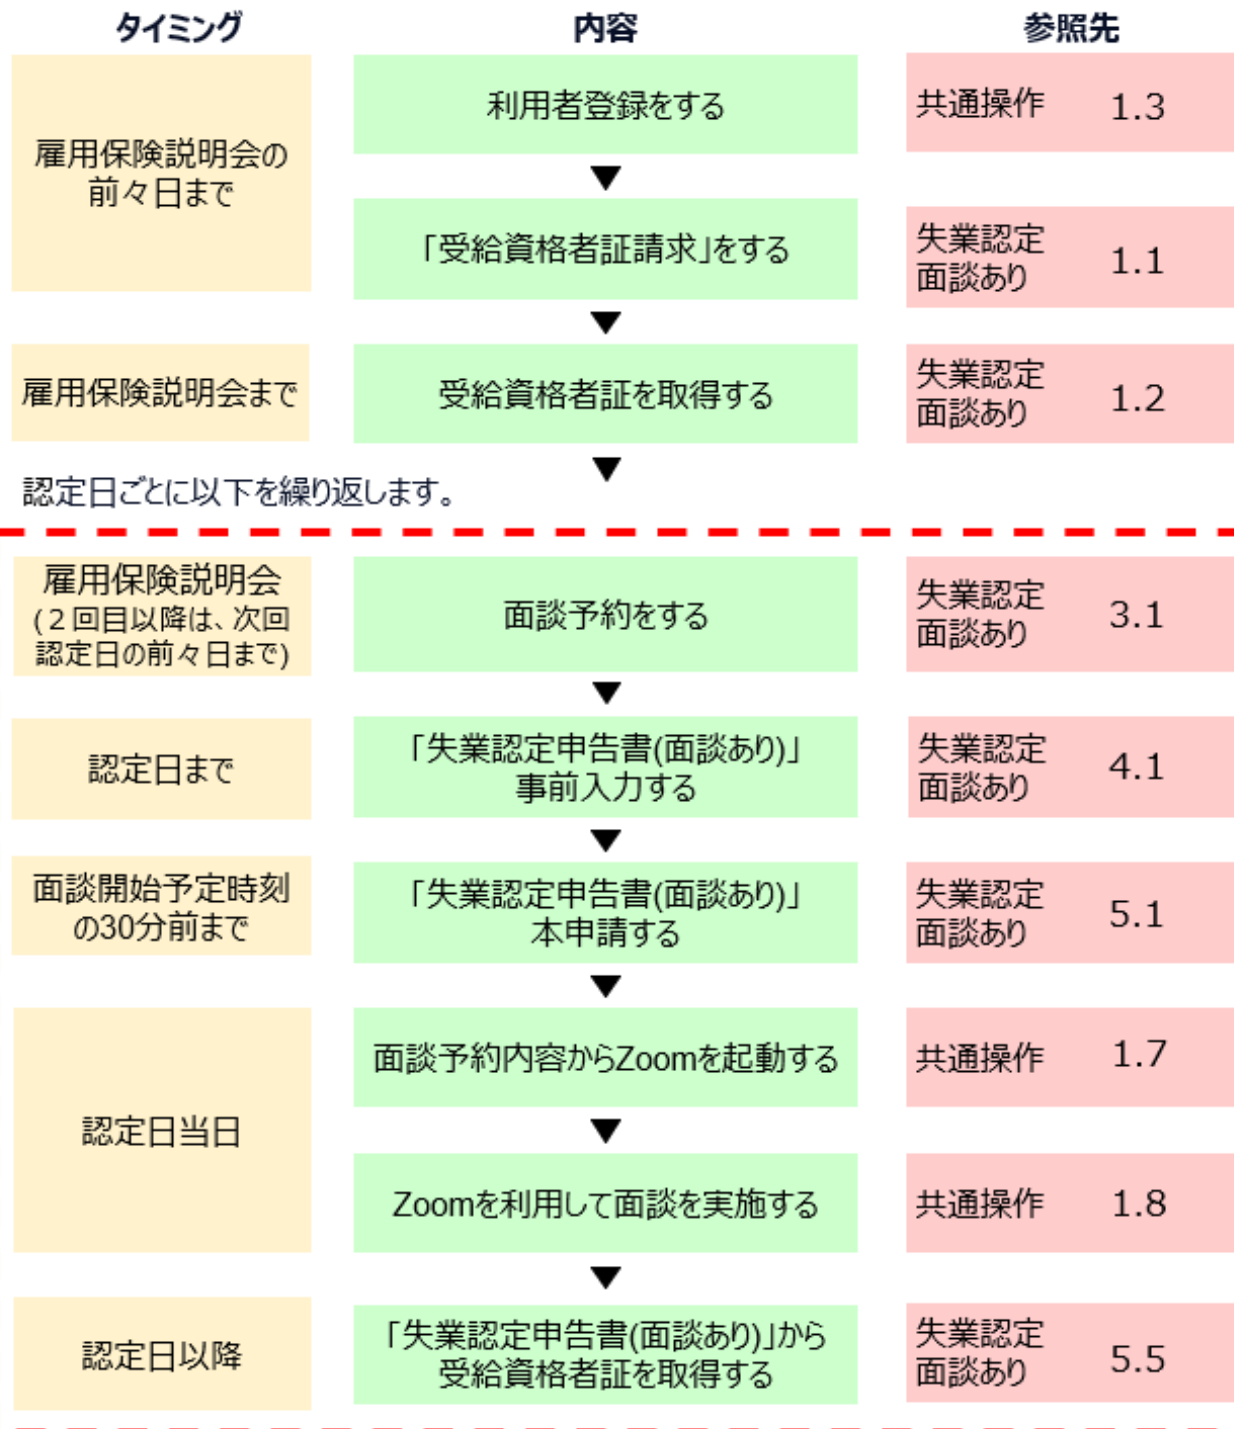 タイミング
内容
参照先
雇用保険説明会の
前々日まで
利用者登録をする
共通操作 1.3
「受給資格者証請求」をする
失業認定
面談あり
1.1
雇用保険説明会まで
受給資格者証を取得する
失業認定
面談あり
1.2
認定日ごとに以下を繰り返します。
雇用保険説明会
(２回目以降は、次回
認定日の前々日まで)
面談予約をする
失業認定
面談あり
3.1
認定日まで
「失業認定申告書(面談あり)」
事前入力する
失業認定
面談あり
4.1
面談開始予定時刻
の30分前まで
「失業認定申告書(面談あり)」
本申請する
失業認定
面談あり
5.1
認定日当日
面談予約内容からZoomを起動する
共通操作 1.7
Zoomを利用して面談を実施する
共通操作 1.8
認定日以降
「失業認定申告書(面談あり)」から
受給資格者証を取得する
失業認定
面談あり
5.5